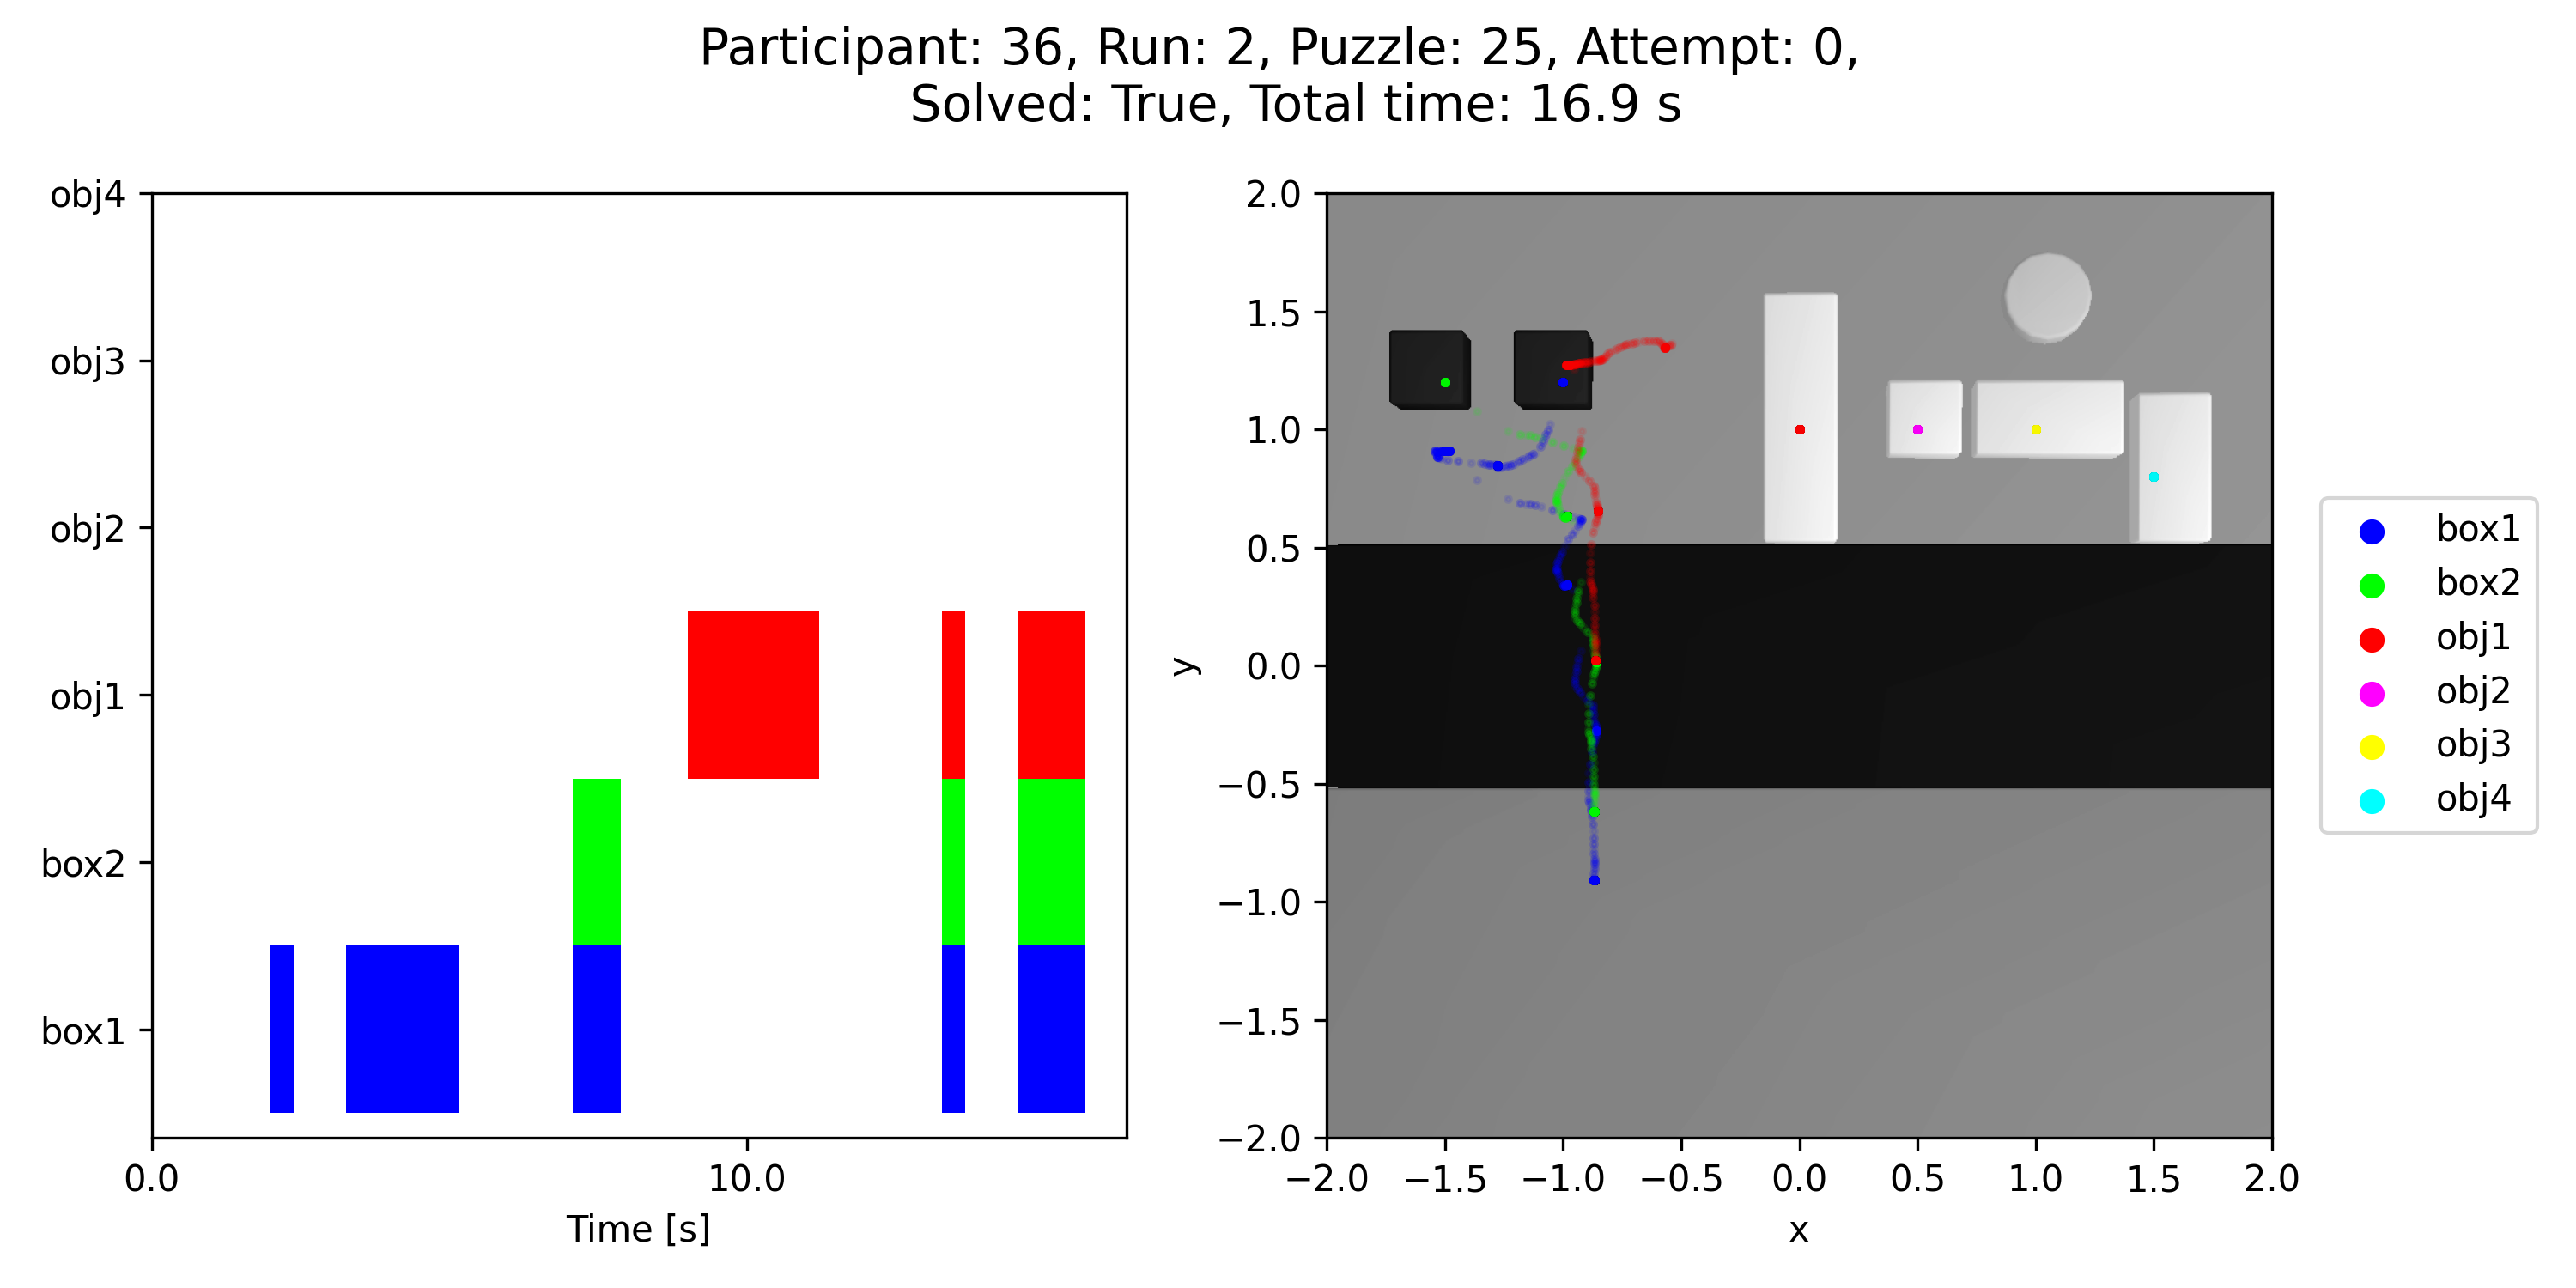 Participant: 36, Run: 2, Puzzle: 25, Attempt: 0,
Solved: True, Total time: 16.9 s
obj4
obj3
obj2
obj1
box2
box1
0.0
10.0
Time [s]
2.0
1.5
1.0
0.5
0.0
−0.5
−1.0
−1.5
−2.0
y
−2.0
−1.5
−1.0
−0.5
0.0
0.5
1.0
1.5
2.0
x
box1
box2
obj1
obj2
obj3
obj4